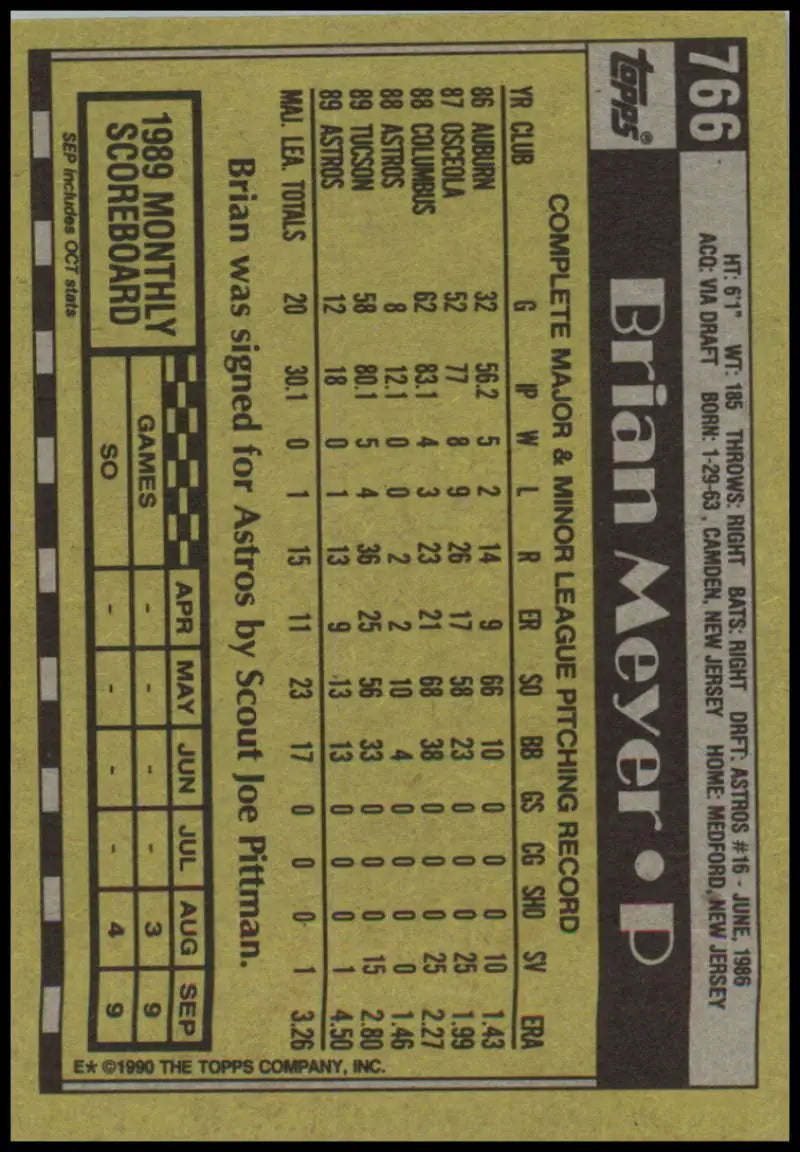 766
HT: 6'1" WT: 185 THROWS: RIGHT BATS: RIGHT DRFT: ASTROS #16 - JUNE, 1986
ACQ: VIA DRAFT BORN: 1-29-63, CAMDEN, NEW JERSEY HOME: MEDFORD, NEW JERSEY
topps®
Brian Meyer • P
COMPLETE MAJOR & MINOR LEAGUE PITCHING RECORD
YR CLUB G IP W L R ER SO BB GS CG SHO SV ERA
86 AUBURN 32 56.2 5 2 14 9 66 10 0 0 0 10 1.43
87 OSCEOLA 52 77 8 9 26 17 58 23 0 0 0 25 1.99
88 COLUMBUS 62 83.1 4 3 23 21 68 38 0 0 0 25 2.27
88 ASTROS 8 12.1 0 0 2 2 10 4 0 0 0 0 1.46
89 TUCSON 58 80.1 5 4 36 25 56 33 0 0 0 15 2.80
89 ASTROS 12 18 0 1 13 9 13 13 0 0 0 1 4.50
MAJ. LEA. TOTALS 20 30.1 0 1 15 11 23 17 0 0 0 1 3.26
Brian was signed for Astros by Scout Joe Pittman.
1989 MONTHLY
SCOREBOARD
APR MAY JUN JUL AUG SEP
GAMES - - - - 3 9
SO - - - - 4 9
SEP includes OCT stats
E* ©1990 THE TOPPS COMPANY, INC.